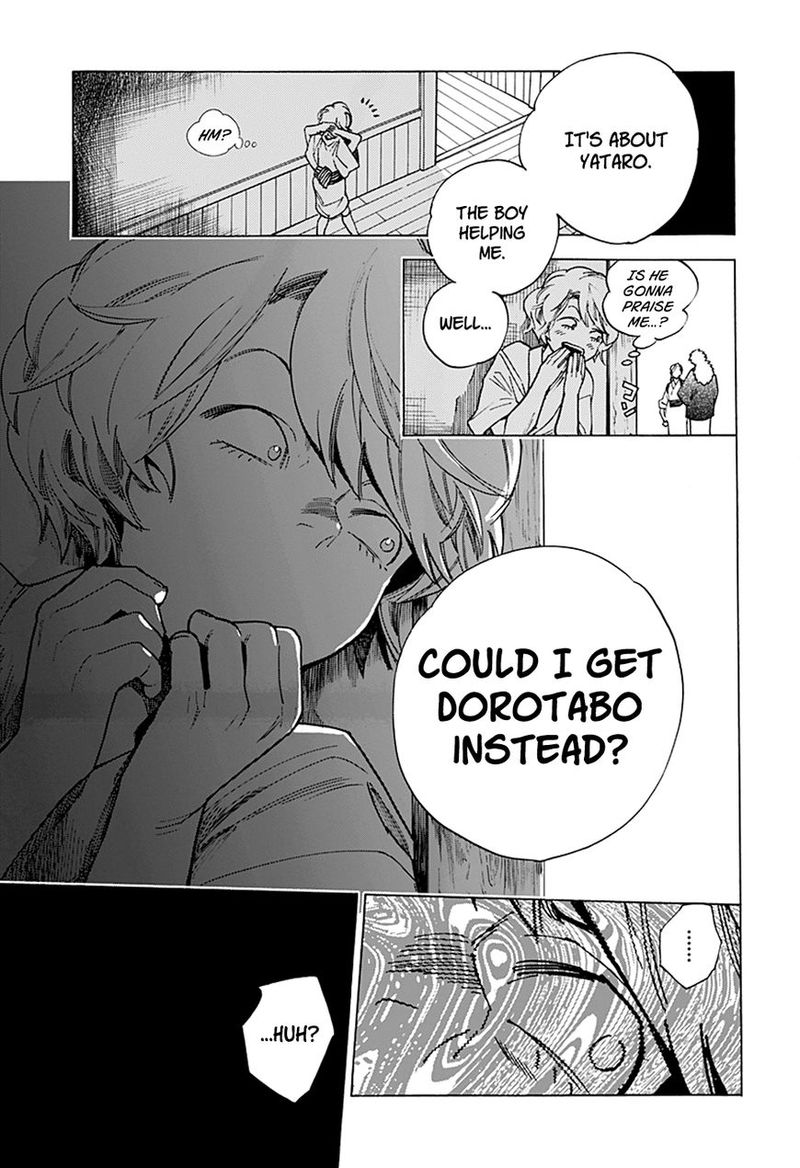 IT'S ABOUT
YATARO.
HM?
THE BOY
HELPING
ME.
WELL...
IS HE
GONNA
PRAISE
ME...?
COULD I GET
DOROTABO
INSTEAD?
......
...HUH?